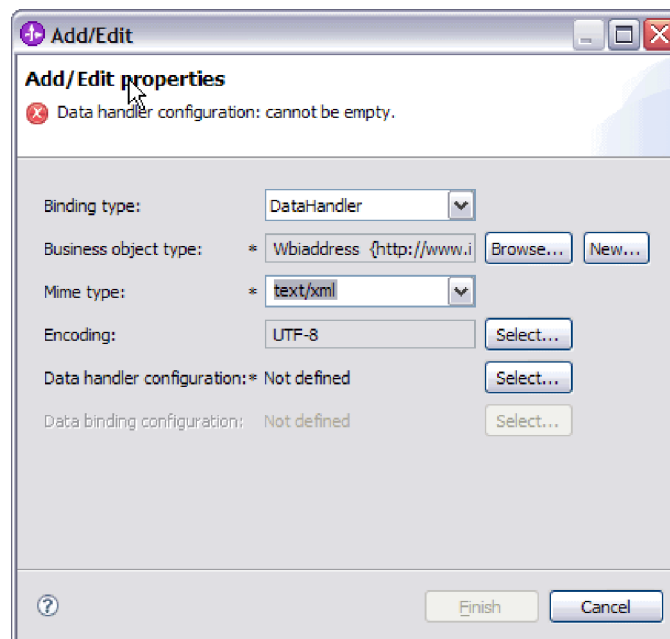 Add/Edit
Add/Edit properties
Data handler configuration: cannot be empty.
Binding type: DataHandler
Business object type: * Wbiaddress {http://www.i Browse... New...
Mime type: * text/xml
Encoding: UTF-8 Select...
Data handler configuration:* Not defined Select...
Data binding configuration: Not defined Select...
? Finish Cancel